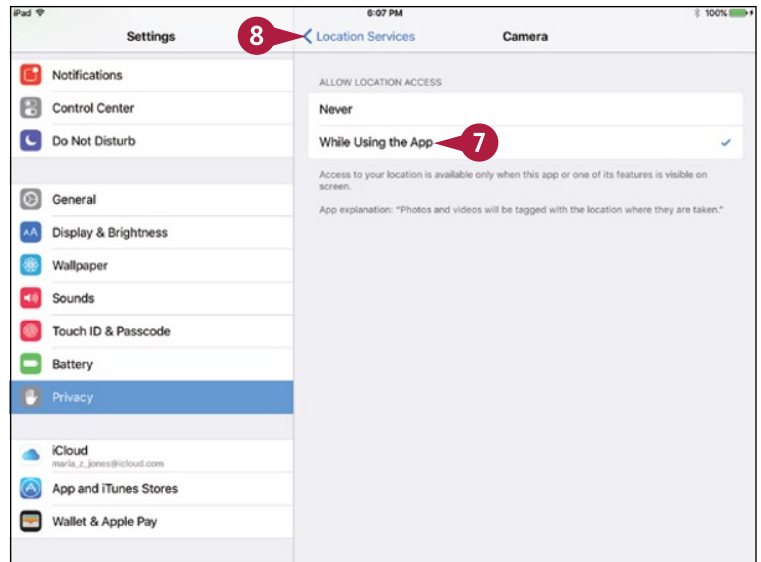 iPad 6:07 PM 100%
Settings
8
Location Services Camera
Notifications
Control Center
Do Not Disturb
General
AA Display & Brightness
Wallpaper
Sounds
Touch ID & Passcode
Battery
Privacy
iCloud
maria_z_jones@icloud.com
App and iTunes Stores
Wallet & Apple Pay
ALLOW LOCATION ACCESS
Never
While Using the App 7
Access to your location is available only when this app or one of its features is visible on
screen.
App explanation: “Photos and videos will be tagged with the location where they are taken.”